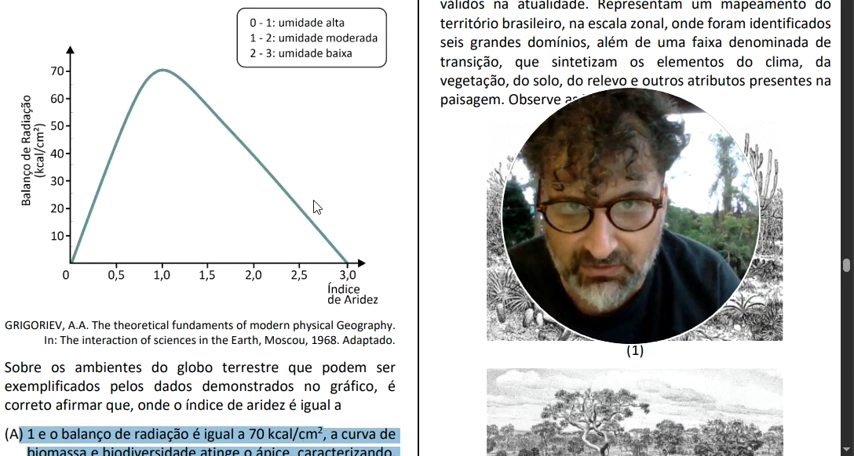 0 - 1: umidade alta
1 - 2: umidade moderada
2 - 3: umidade baixa
Balanço de Radiação
(kcal/cm²)
70
60
50
40
30
20
10
0
0,5
1,0
1,5
2,0
2,5
3,0
Índice
de Aridez
GRIGORIEV, A.A. The theoretical fundaments of modern physical Geography.
In: The interaction of sciences in the Earth, Moscou, 1968. Adaptado.
Sobre os ambientes do globo terrestre que podem ser
exemplificados pelos dados demonstrados no gráfico, é
correto afirmar que, onde o índice de aridez é igual a
(A) 1 e o balanço de radiação é igual a 70 kcal/cm², a curva de
biomassa e biodiversidade atinge o ápice, caracterizando,
válidos na atualidade. Representam um mapeamento do
território brasileiro, na escala zonal, onde foram identificados
seis grandes domínios, além de uma faixa denominada de
transição, que sintetizam os elementos do clima, da
vegetação, do solo, do relevo e outros atributos presentes na
paisagem. Observe
(1)